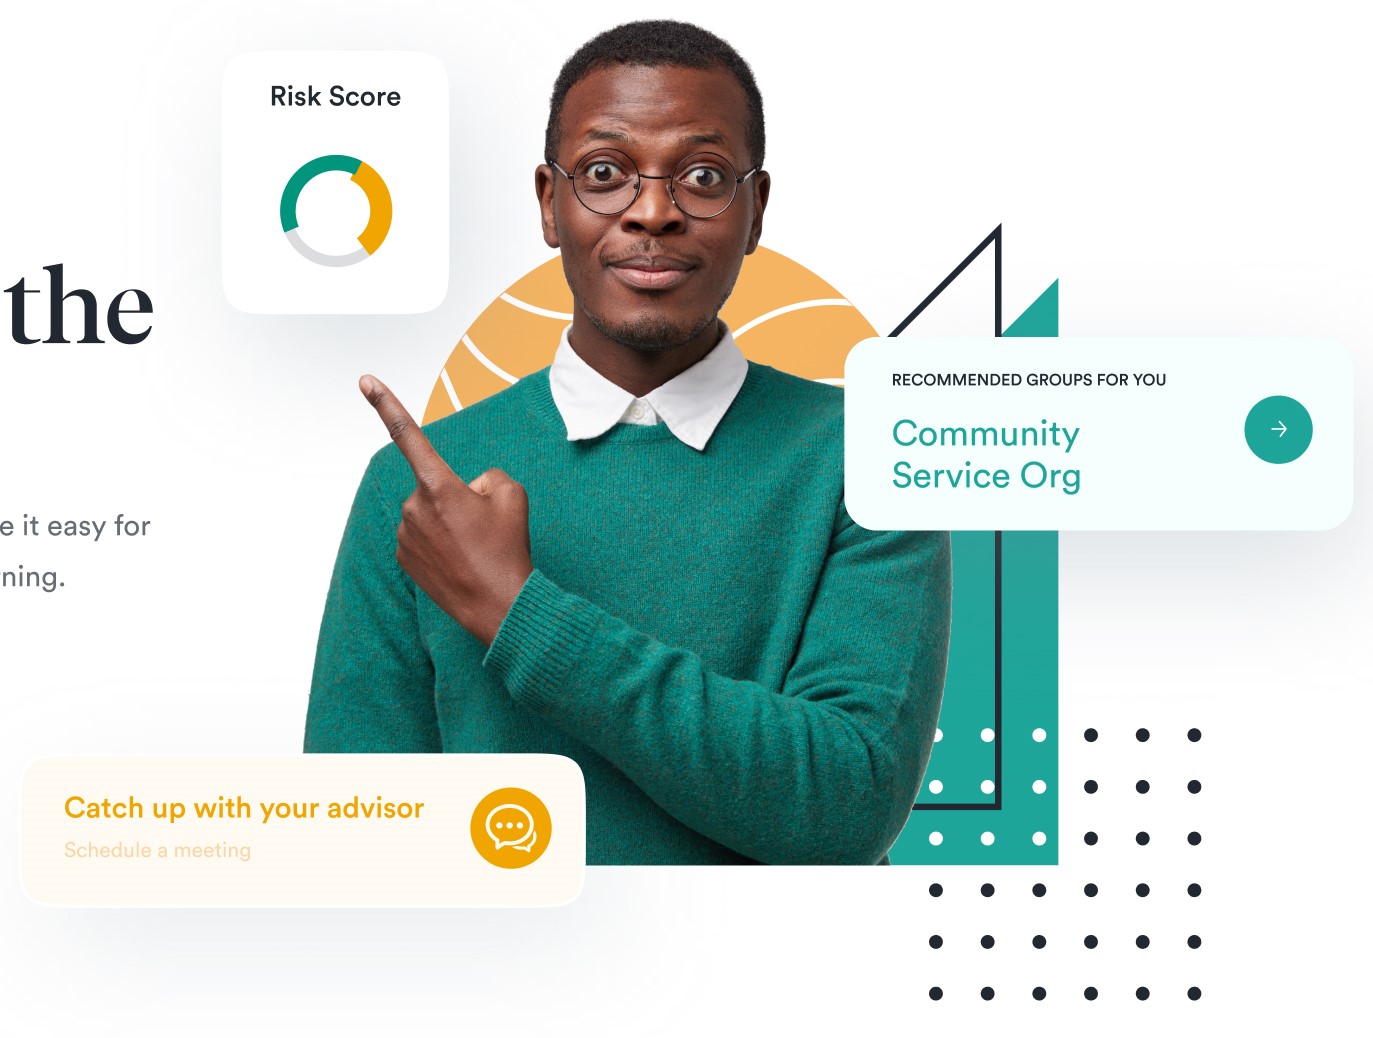 Risk Score
the
RECOMMENDED GROUPS FOR YOU
Community
Service Org
it easy for
Catch up with your advisor
Schedule a meeting